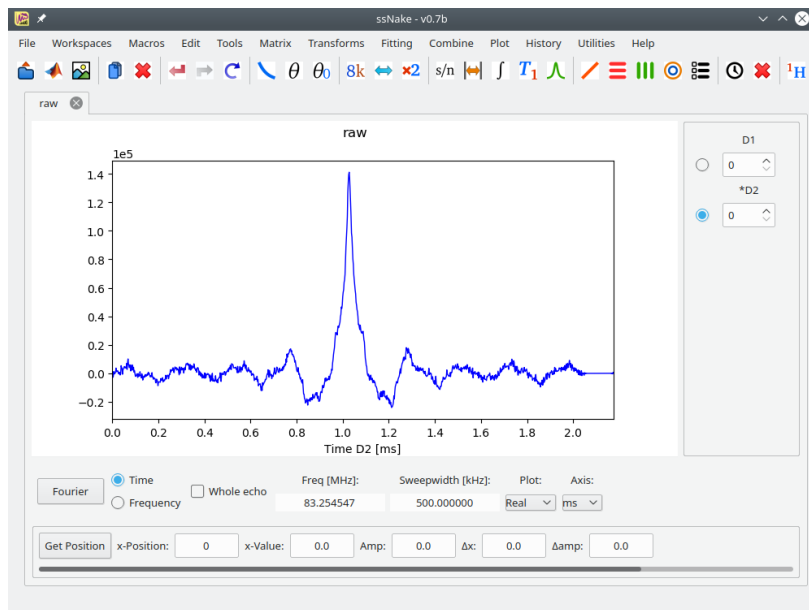 ssNake - v0.7b
File Workspaces Macros Edit Tools Matrix Transforms Fitting Combine Plot History Utilities Help
θ θ0 8k ×2 s/n ∫ T1 1H
raw
raw
1e5
1.4
1.2
1.0
0.8
0.6
0.4
0.2
0.0
−0.2
0.0 0.2 0.4 0.6 0.8 1.0 1.2 1.4 1.6 1.8 2.0
Time D2 [ms]
D1
0
*D2
0
Fourier
Time
Frequency
Whole echo
Freq [MHz]:
83.254547
Sweepwidth [kHz]:
500.000000
Plot:
Real
Axis:
ms
Get Position x-Position: 0 x-Value: 0.0 Amp: 0.0 Δx: 0.0 Δamp: 0.0